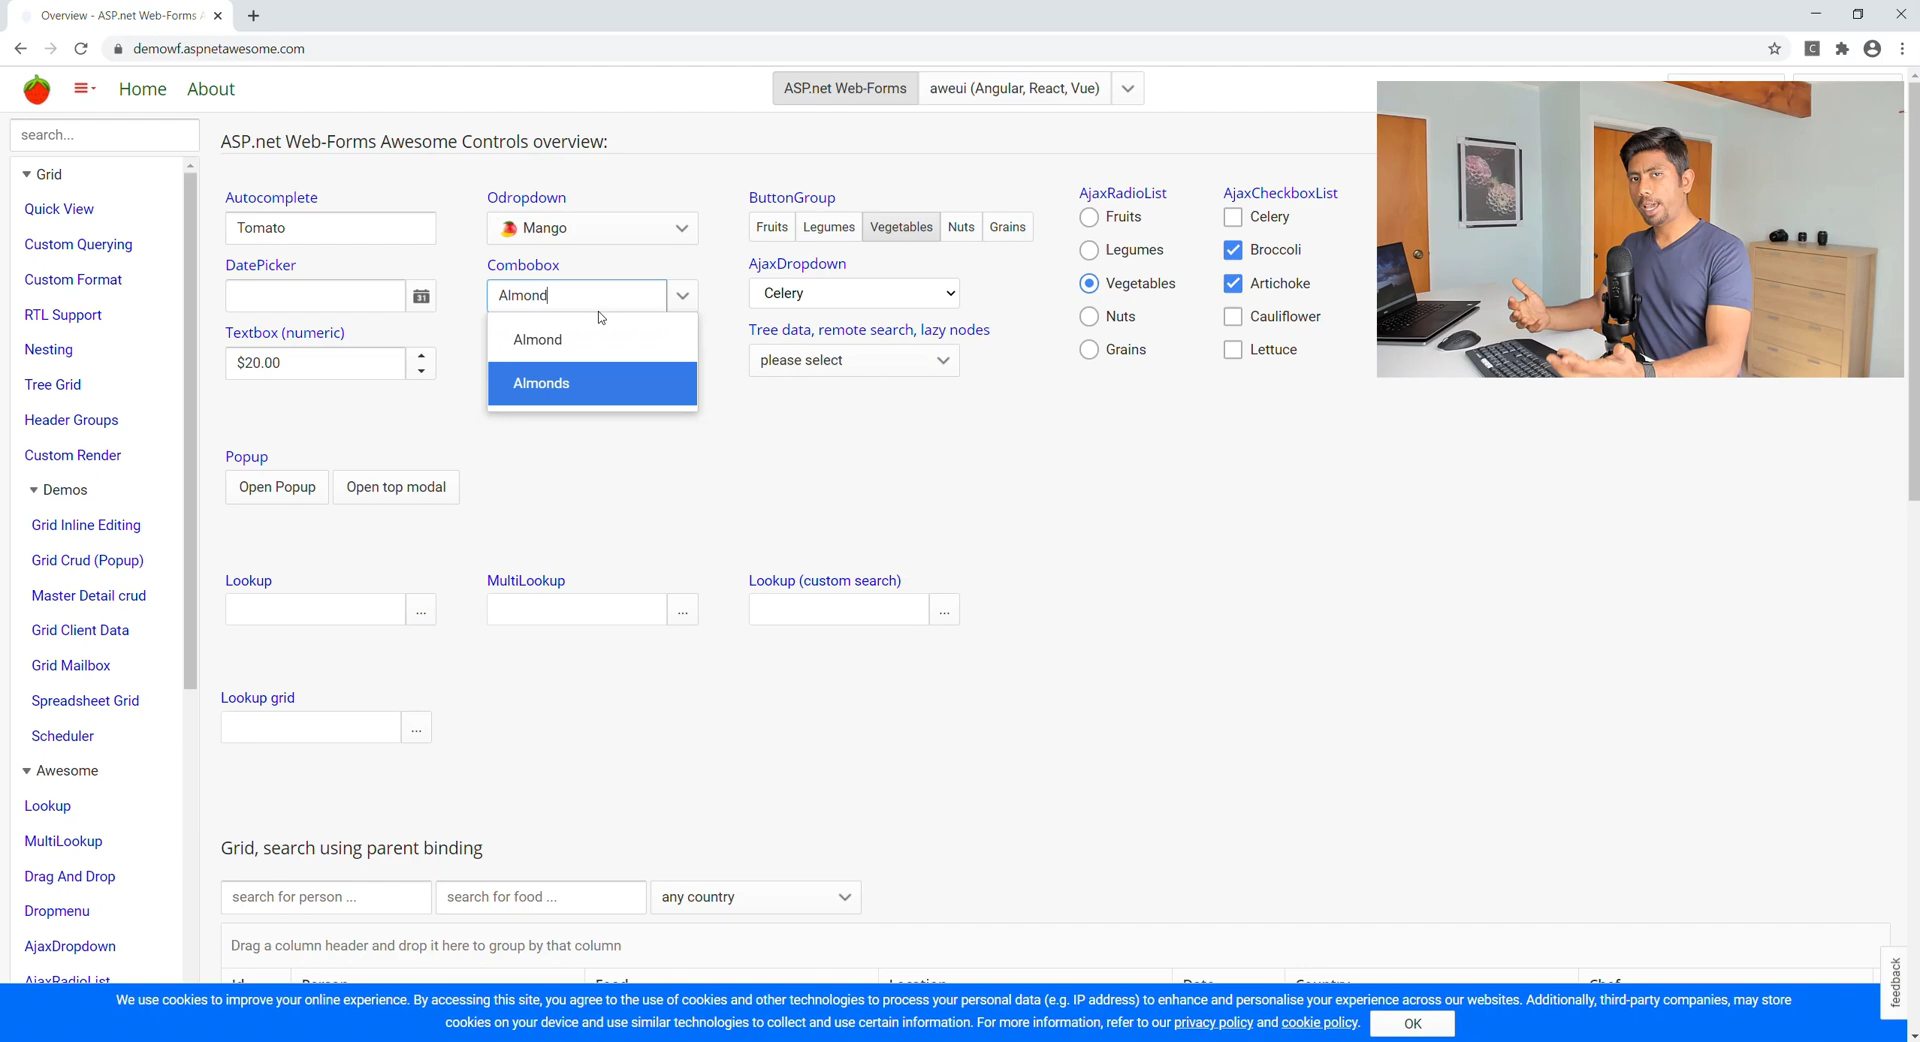 Overview - ASP.net Web-Forms
demowf.aspnetawesome.com
C
Home
About
ASP.net Web-Forms
aweui (Angular, React, Vue)
search...
Grid
Quick View
Custom Querying
Custom Format
RTL Support
Nesting
Tree Grid
Header Groups
Custom Render
Demos
Grid Inline Editing
Grid Crud (Popup)
Master Detail crud
Grid Client Data
Grid Mailbox
Spreadsheet Grid
Scheduler
Awesome
Lookup
MultiLookup
Drag And Drop
Dropmenu
AjaxDropdown
AjaxRadioList
ASP.net Web-Forms Awesome Controls overview:
Autocomplete
Tomato
DatePicker
31
Textbox (numeric)
$20.00
Odropdown
Mango
Combobox
Almond
Almond
Almonds
ButtonGroup
Fruits Legumes Vegetables Nuts Grains
AjaxDropdown
Celery
Tree data, remote search, lazy nodes
please select
AjaxRadioList
Fruits
Legumes
Vegetables
Nuts
Grains
AjaxCheckboxList
Celery
Broccoli
Artichoke
Cauliflower
Lettuce
Popup
Open Popup
Open top modal
Lookup
...
MultiLookup
...
Lookup (custom search)
...
Lookup grid
...
Grid, search using parent binding
search for person ...
search for food ...
any country
Drag a column header and drop it here to group by that column
Id Person Food Location Date Country Chef
feedback
We use cookies to improve your online experience. By accessing this site, you agree to the use of cookies and other technologies to process your personal data (e.g. IP address) to enhance and personalise your experience across our websites. Additionally, third-party companies, may store
cookies on your device and use similar technologies to collect and use certain information. For more information, refer to our privacy policy and cookie policy.
OK